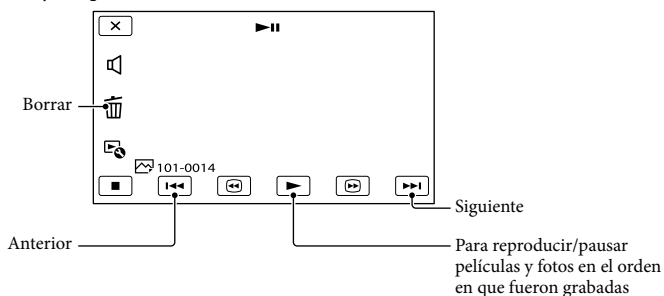 Borrar
101-0014
Anterior
Siguiente
Para reproducir/pausar
películas y fotos en el orden
en que fueron grabadas